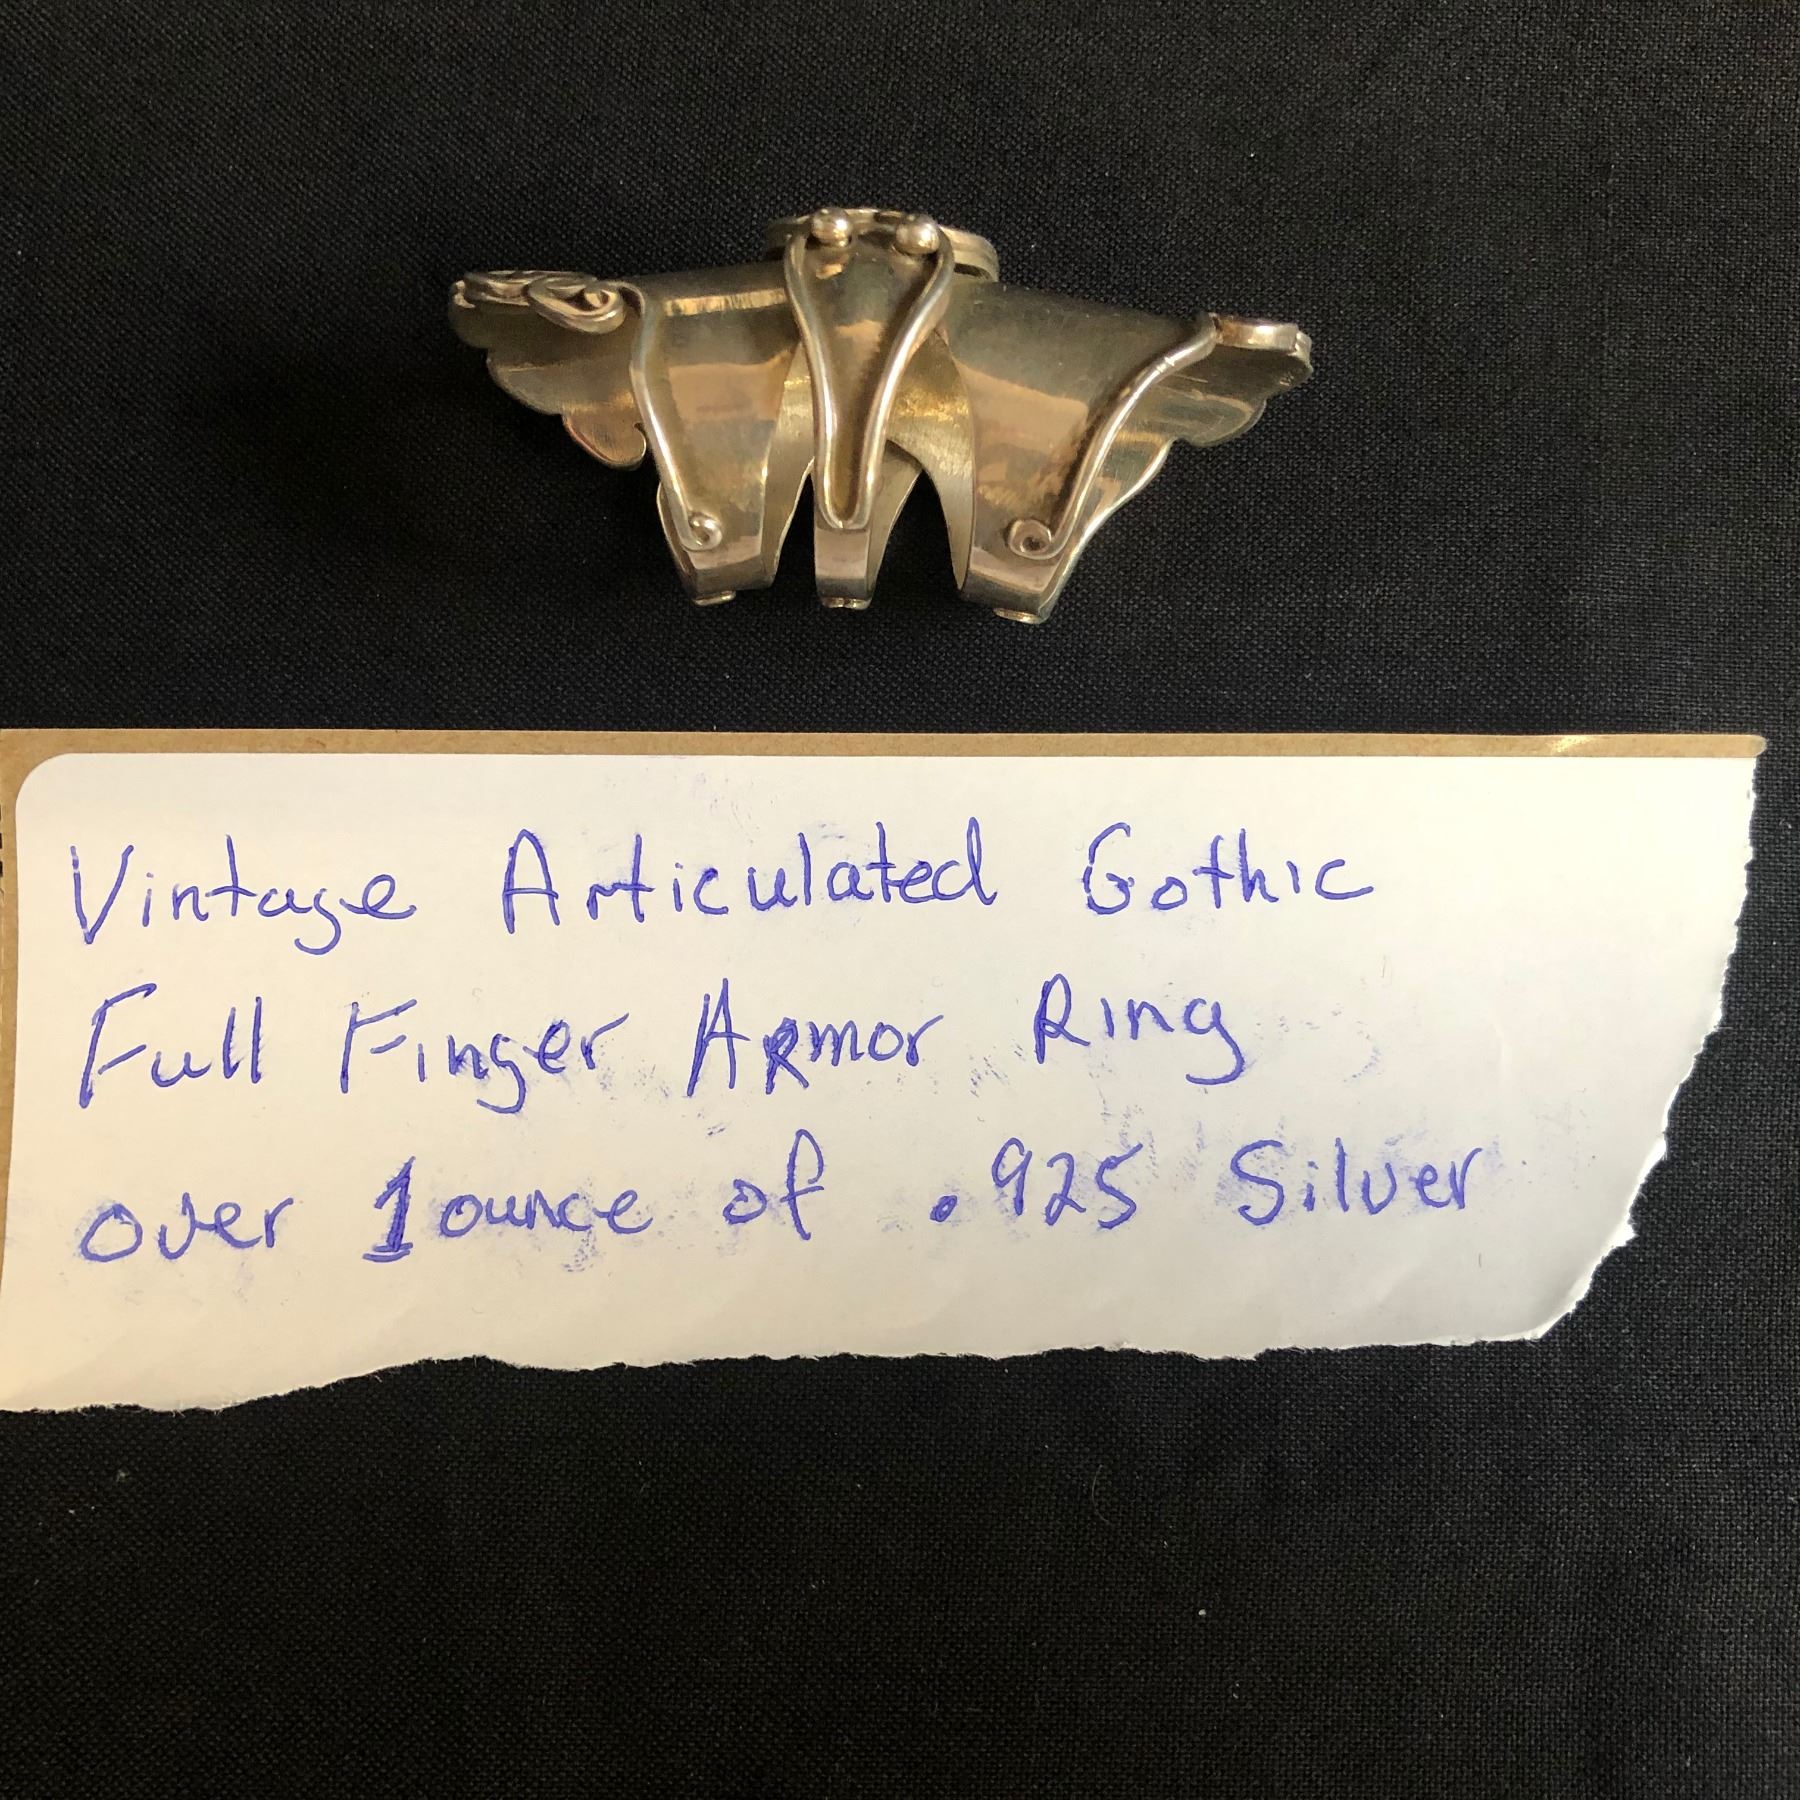 Vintage Articulated Gothic
Full Finger Armor Ring
over 1 ounce of .925 Silver